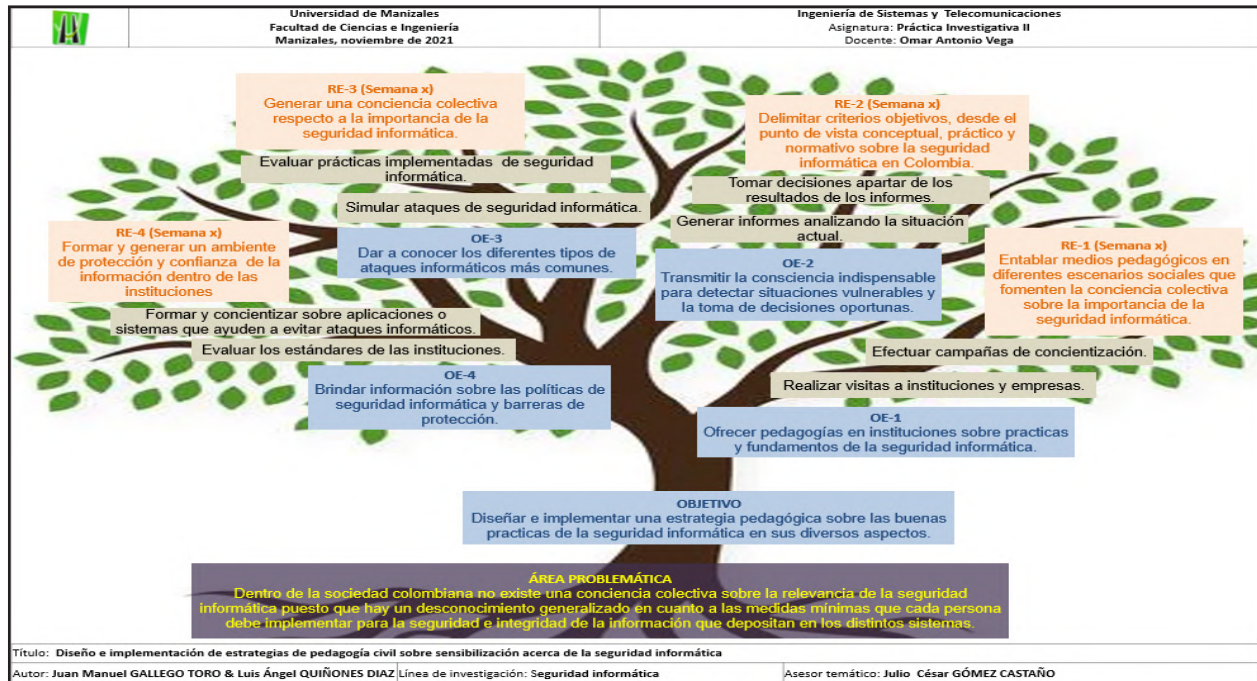 Universidad de Manizales
Facultad de Ciencias e Ingeniería
Manizales, noviembre de 2021
Ingeniería de Sistemas y Telecomunicaciones
Asignatura: Práctica Investigativa II
Docente: Omar Antonio Vega
RE-3 (Semana x)
Generar una conciencia colectiva
respecto a la importancia de la
seguridad informática.
Evaluar prácticas implementadas de seguridad
informática.
Simular ataques de seguridad informática.
OE-3
Dar a conocer los diferentes tipos de
ataques informáticos más comunes.
RE-2 (Semana x)
Delimitar criterios objetivos, desde el
punto de vista conceptual, práctico y
normativo sobre la seguridad
informática en Colombia.
Tomar decisiones apartar de los
resultados de los informes.
Generar informes analizando la situación
actual.
OE-2
Transmitir la consciencia indispensable
para detectar situaciones vulnerables y
la toma de decisiones oportunas.
RE-4 (Semana x)
Formar y generar un ambiente
de protección y confianza de la
información dentro de las
instituciones
Formar y concientizar sobre aplicaciones o
sistemas que ayuden a evitar ataques informáticos.
Evaluar los estándares de las instituciones.
OE-4
Brindar información sobre las políticas de
seguridad informática y barreras de
protección.
RE-1 (Semana x)
Entablar medios pedagógicos en
diferentes escenarios sociales que
fomenten la conciencia colectiva
sobre la importancia de la
seguridad informática.
Efectuar campañas de concientización.
Realizar visitas a instituciones y empresas.
OE-1
Ofrecer pedagogías en instituciones sobre practicas
y fundamentos de la seguridad informática.
OBJETIVO
Diseñar e implementar una estrategia pedagógica sobre las buenas
practicas de la seguridad informática en sus diversos aspectos.
ÁREA PROBLEMÁTICA
Dentro de la sociedad colombiana no existe una conciencia colectiva sobre la relevancia de la seguridad
informática puesto que hay un desconocimiento generalizado en cuanto a las medidas mínimas que cada persona
debe implementar para la seguridad e integridad de la información que depositan en los distintos sistemas.
Título: Diseño e implementación de estrategias de pedagogía civil sobre sensibilización acerca de la seguridad informática
Autor: Juan Manuel GALLEGO TORO & Luis Ángel QUIÑONES DIAZ
Línea de investigación: Seguridad informática
Asesor temático: Julio César GÓMEZ CASTAÑO